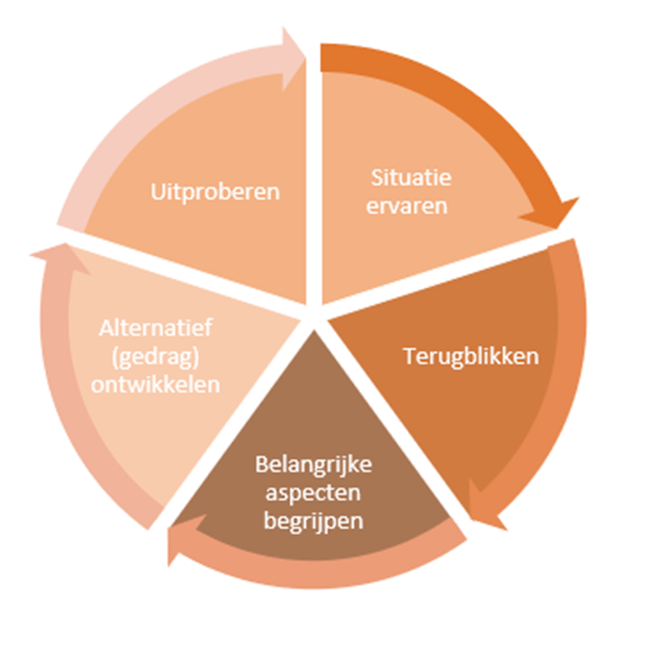 Situatie
ervaren
Terugblikken
Belangrijke
aspecten
begrijpen
Alternatief
(gedrag)
ontwikkelen
Uitproberen